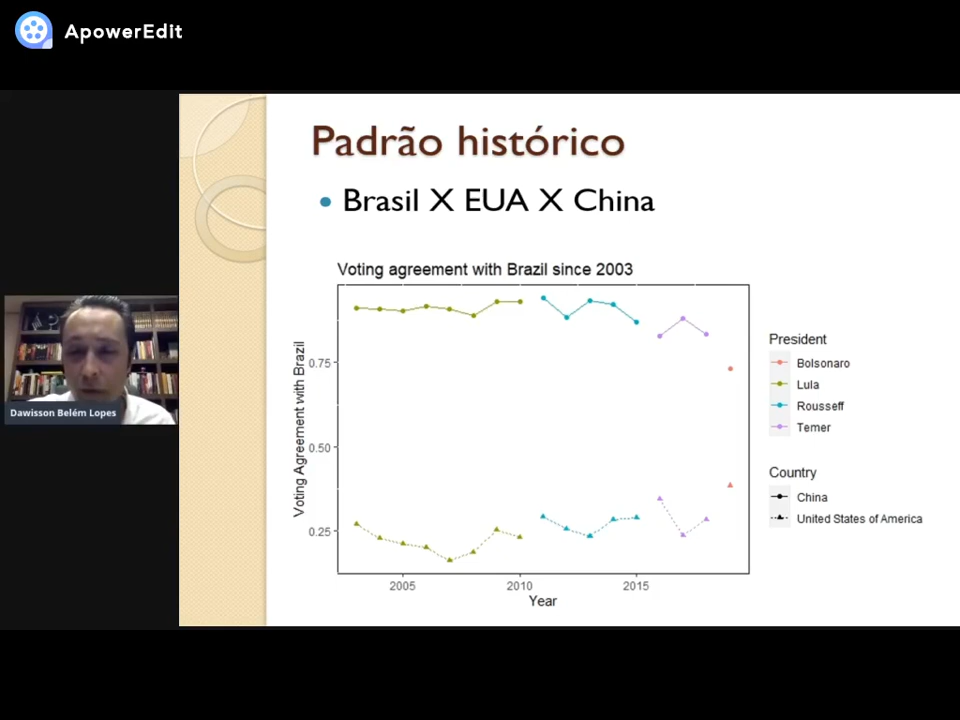 ApowerEdit
Padrão histórico
• Brasil X EUA X China
Voting agreement with Brazil since 2003
Voting Agreement with Brazil
0.75
0.50
0.25
2005
2010
2015
Year
President
Bolsonaro
Lula
Rousseff
Temer
Country
China
United States of America
Dawisson Belém Lopes